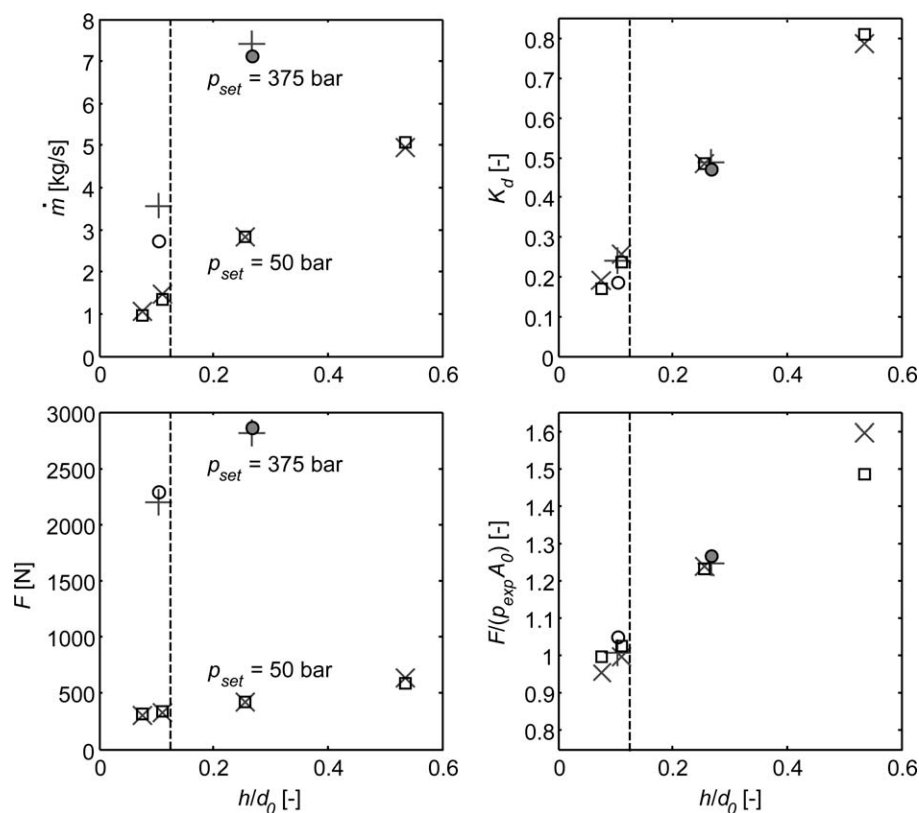 8
7
6
5
4
3
2
1
0
ṁ [kg/s]
p_set = 375 bar
p_set = 50 bar
0 0.2 0.4 0.6
0.8
0.7
0.6
0.5
0.4
0.3
0.2
0.1
0
K_d [-]
0 0.2 0.4 0.6
3000
2500
2000
1500
1000
500
0
F [N]
p_set = 375 bar
p_set = 50 bar
0 0.2 0.4 0.6
h/d_0 [-]
1.6
1.5
1.4
1.3
1.2
1.1
1
0.9
0.8
F/(p_exp A_0) [-]
0 0.2 0.4 0.6
h/d_0 [-]